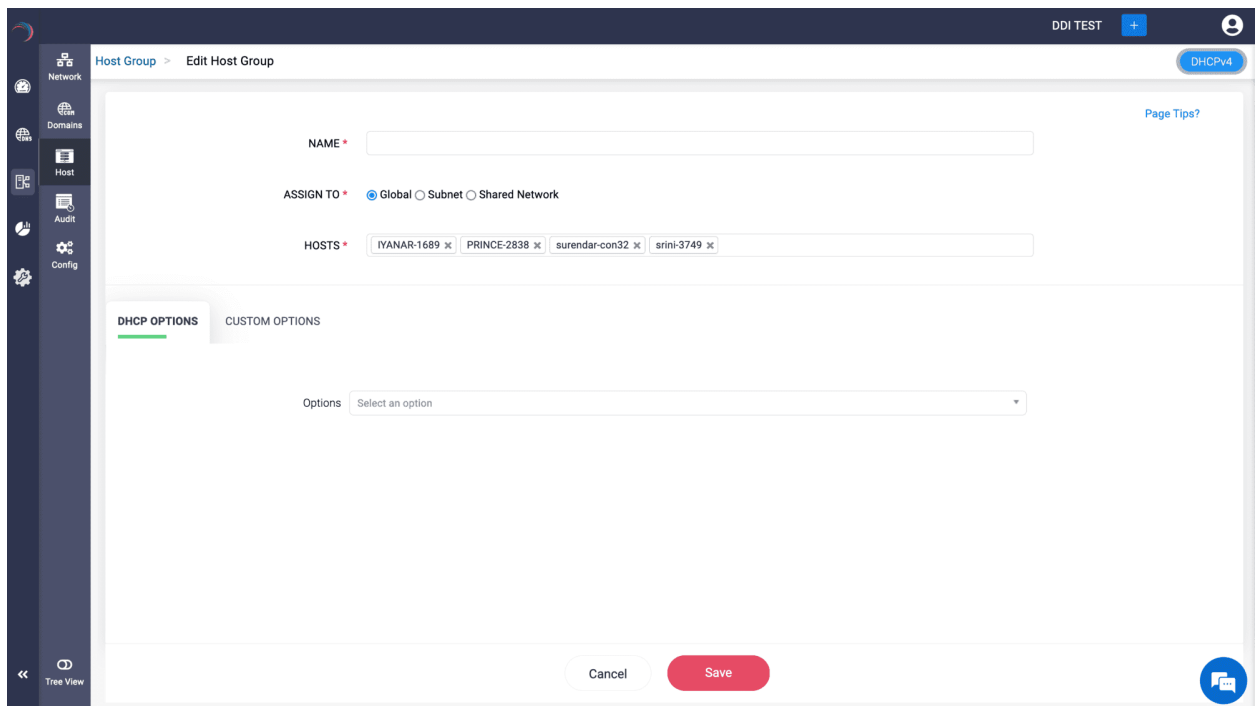 DDI TEST +
Network
Host Group > Edit Host Group
DHCPv4
Page Tips?
Domains
COM
DNS
NAME *
Host
ASSIGN TO * Global Subnet Shared Network
Audit
HOSTS * IYANAR-1689 × PRINCE-2838 × surendar-con32 × srini-3749 ×
Config
DHCP OPTIONS CUSTOM OPTIONS
Options Select an option
Tree View
Cancel Save